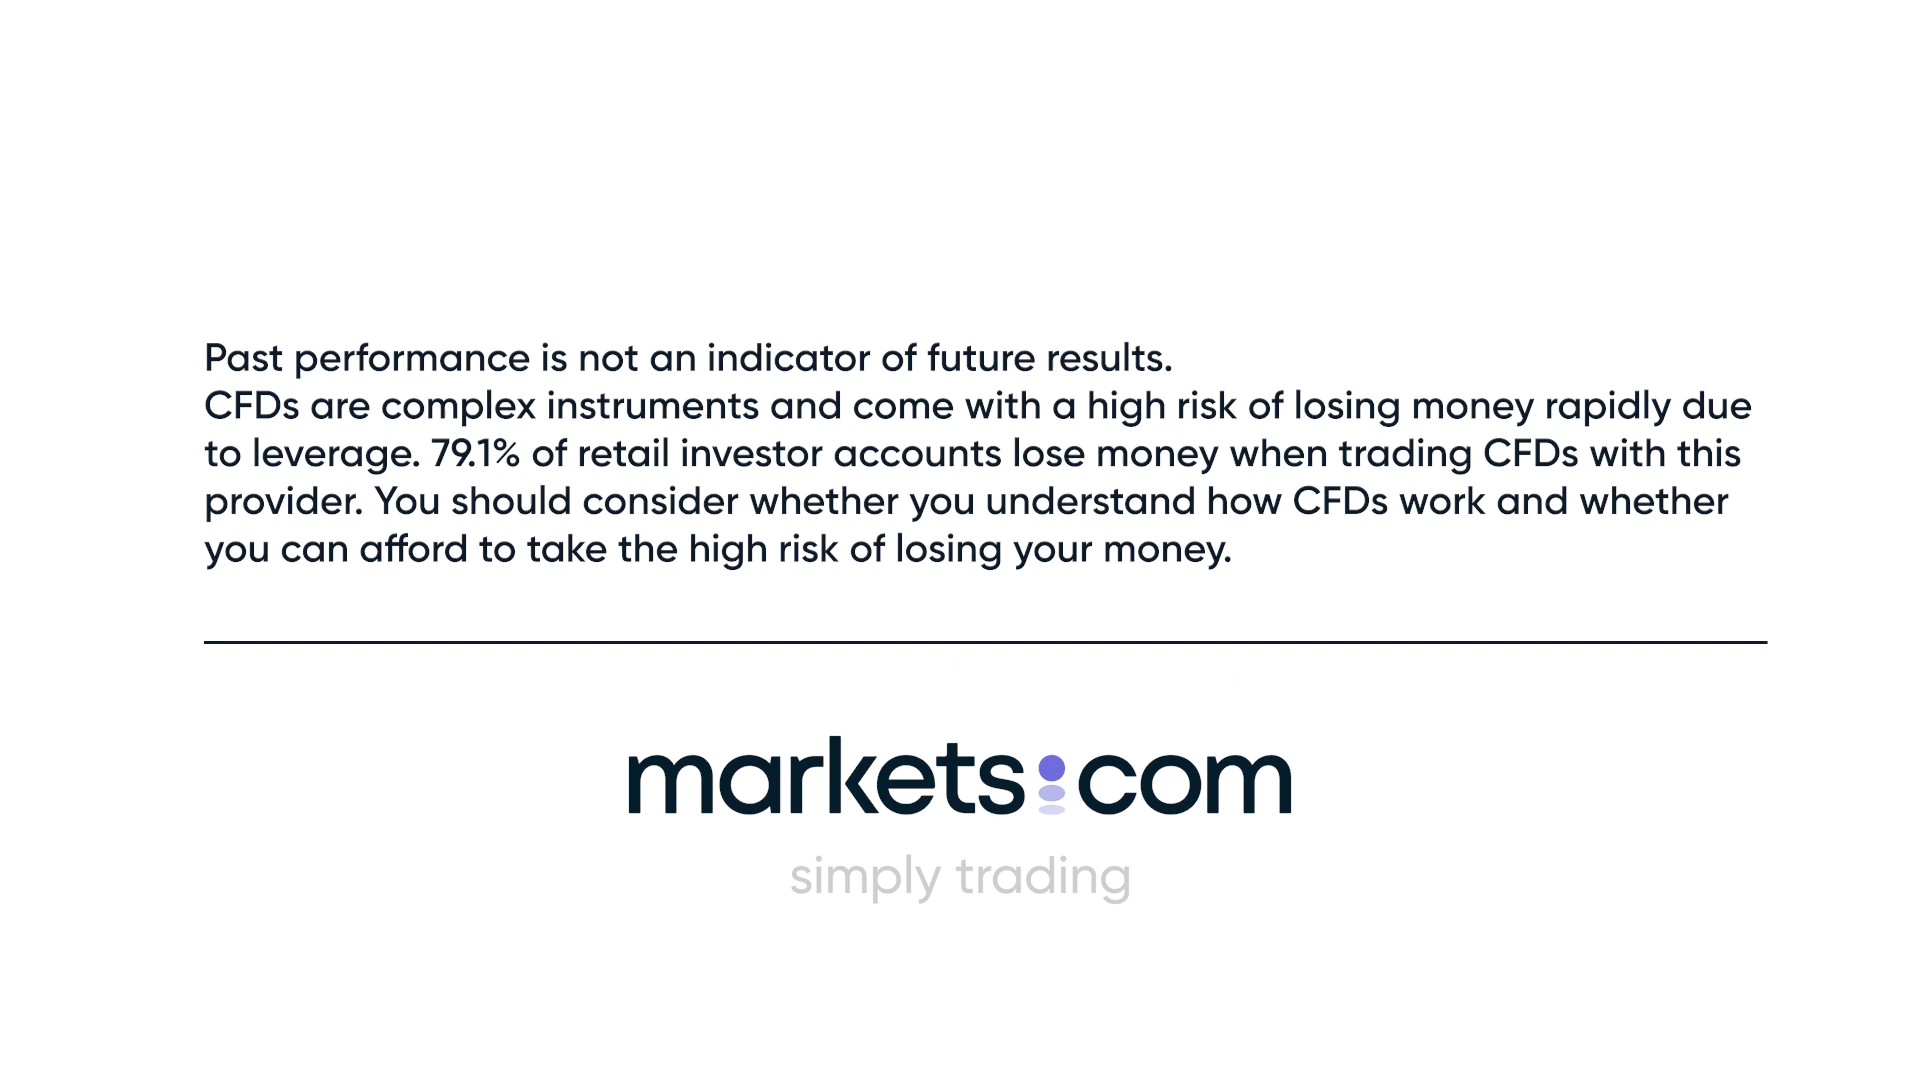 Past performance is not an indicator of future results.
CFDs are complex instruments and come with a high risk of losing money rapidly due
to leverage. 79.1% of retail investor accounts lose money when trading CFDs with this
provider. You should consider whether you understand how CFDs work and whether
you can afford to take the high risk of losing your money.
markets.com
simply trading